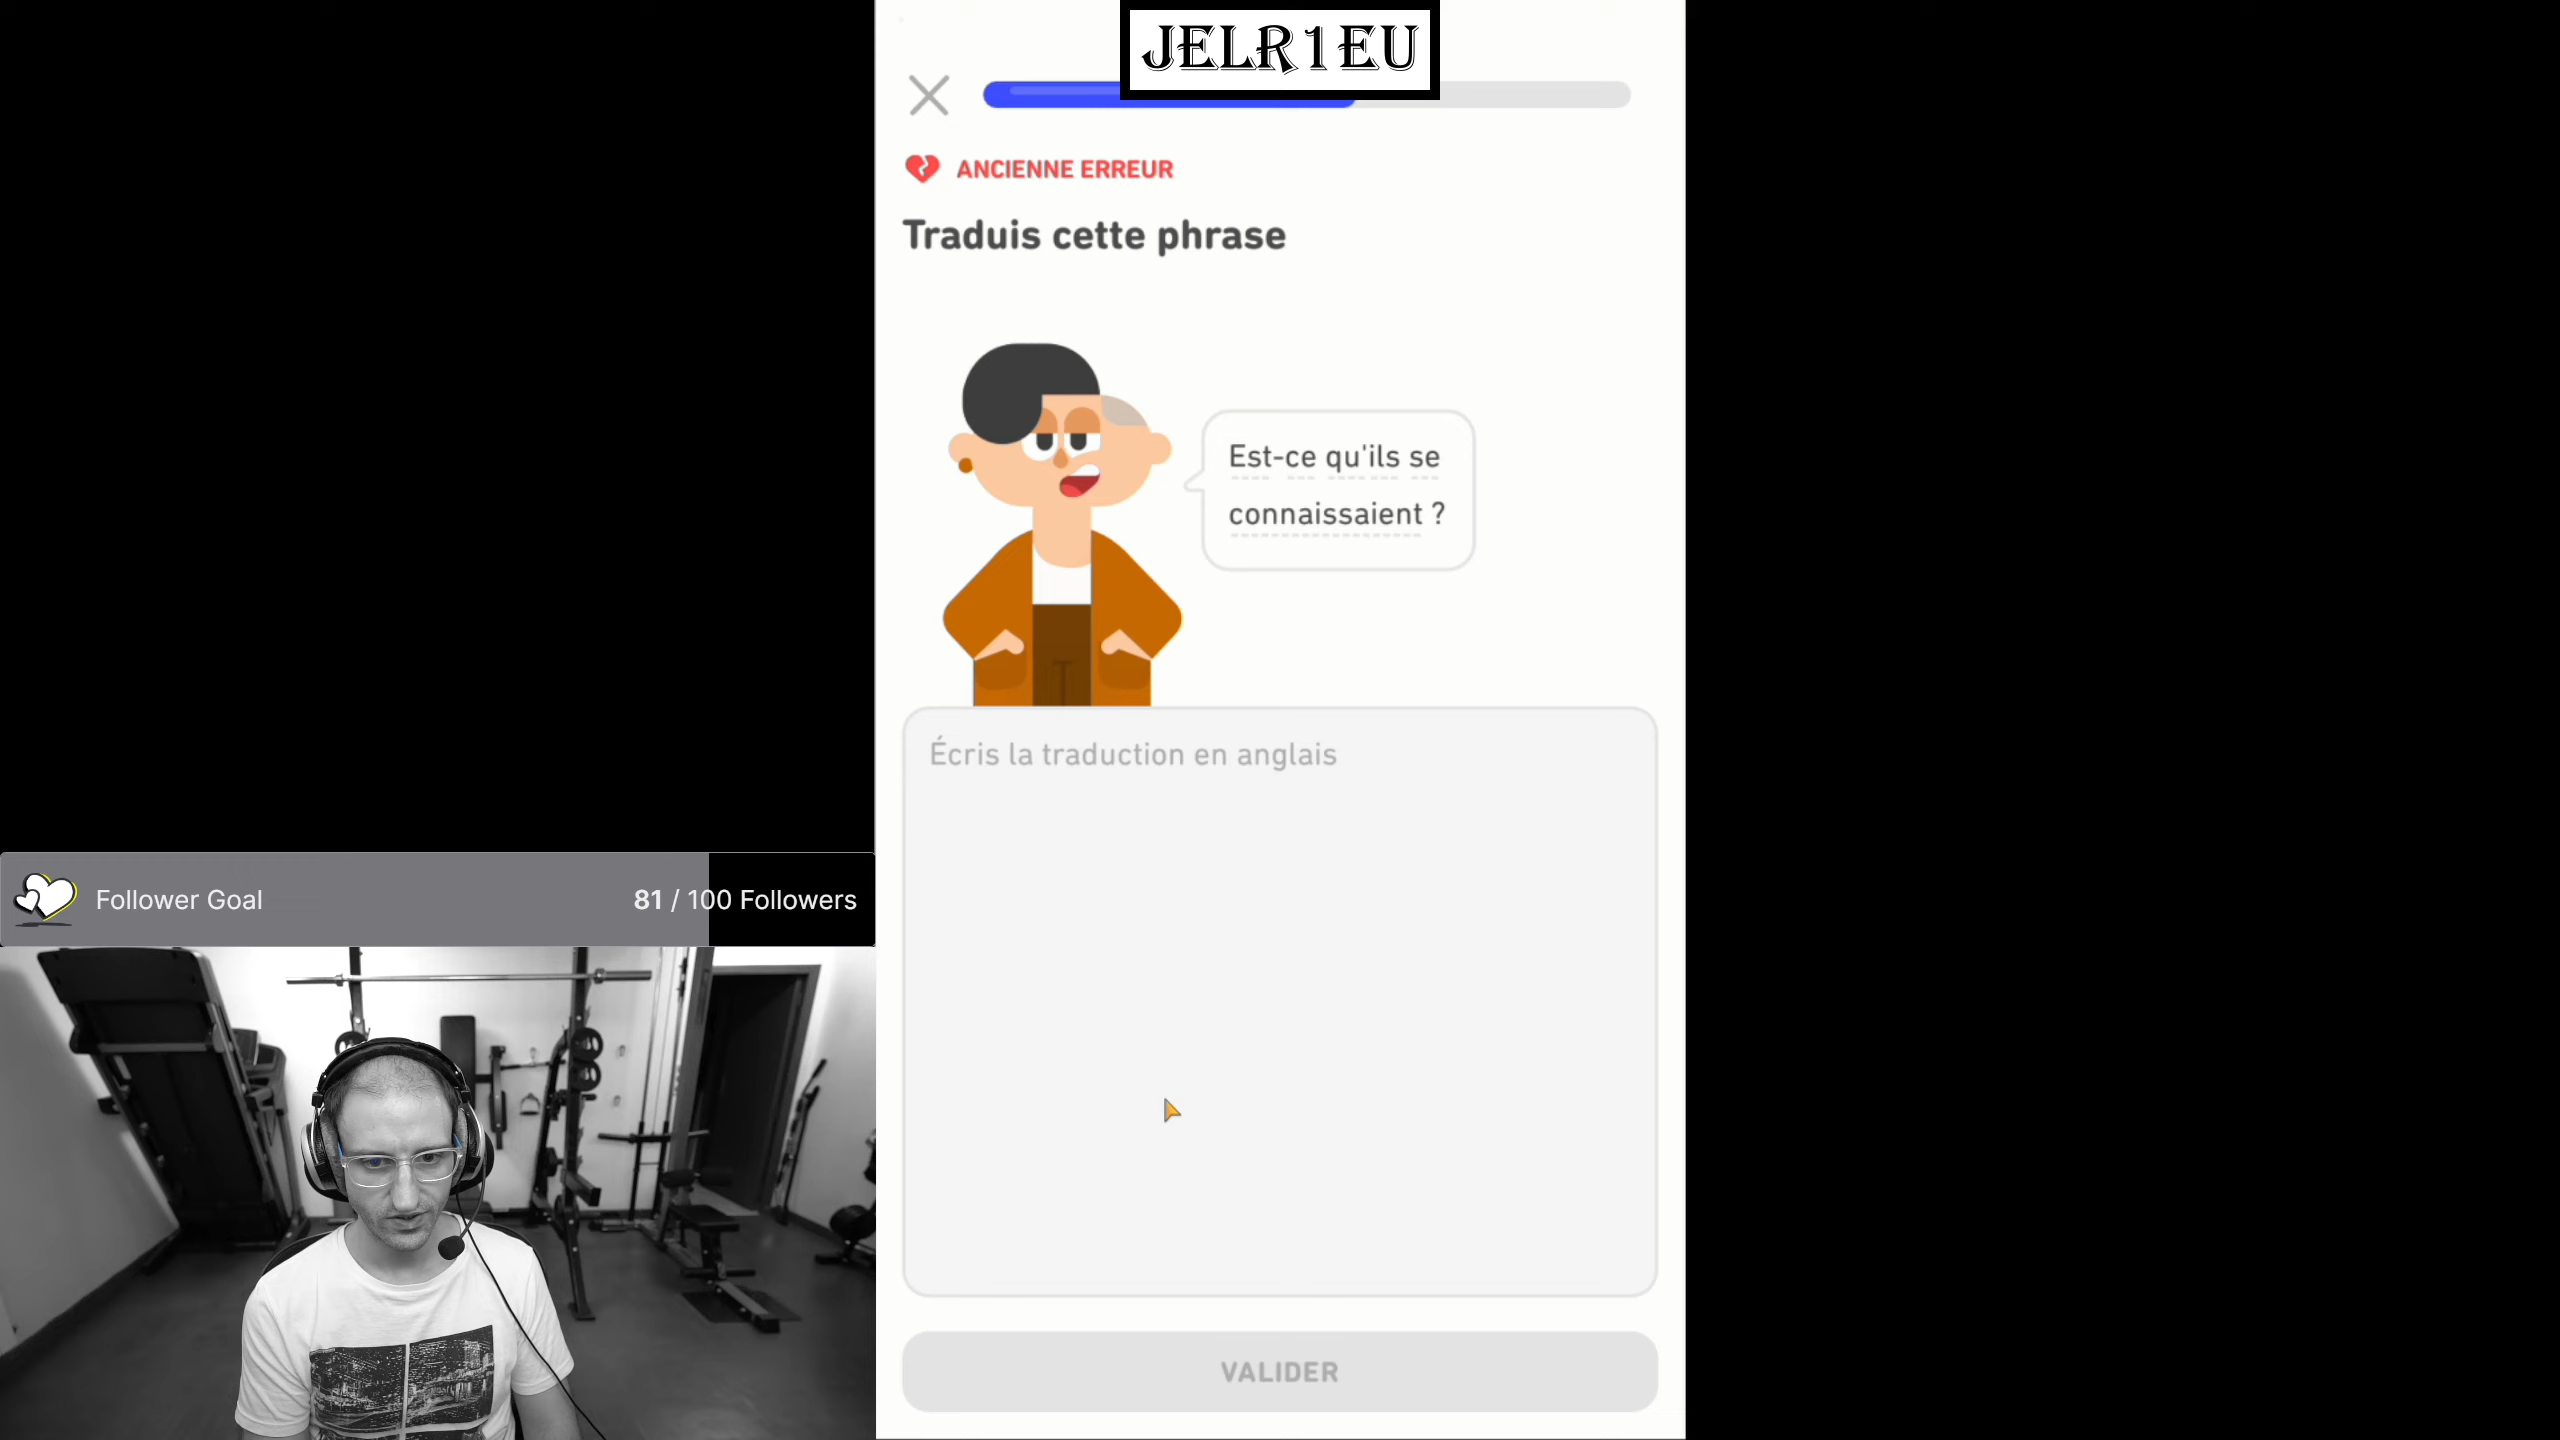 JELR1EU
ANCIENNE ERREUR
Traduis cette phrase
Est-ce qu'ils se
connaissaient ?
Écris la traduction en anglais
Follower Goal
81 / 100 Followers
VALIDER